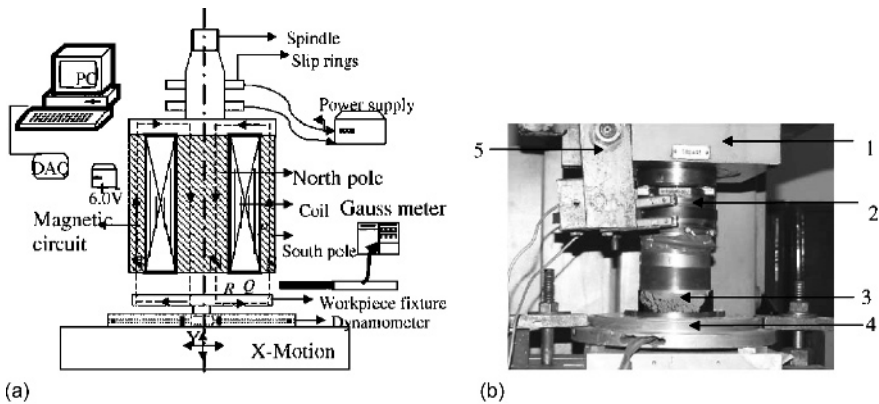 Spindle
Slip rings
PC
Power supply
DAC
6.0V
North pole
Coil
Gauss meter
Magnetic
circuit
South pole
R Q
Workpiece fixture
Dynamometer
Y
X-Motion
(a)
5
1
2
3
4
(b)